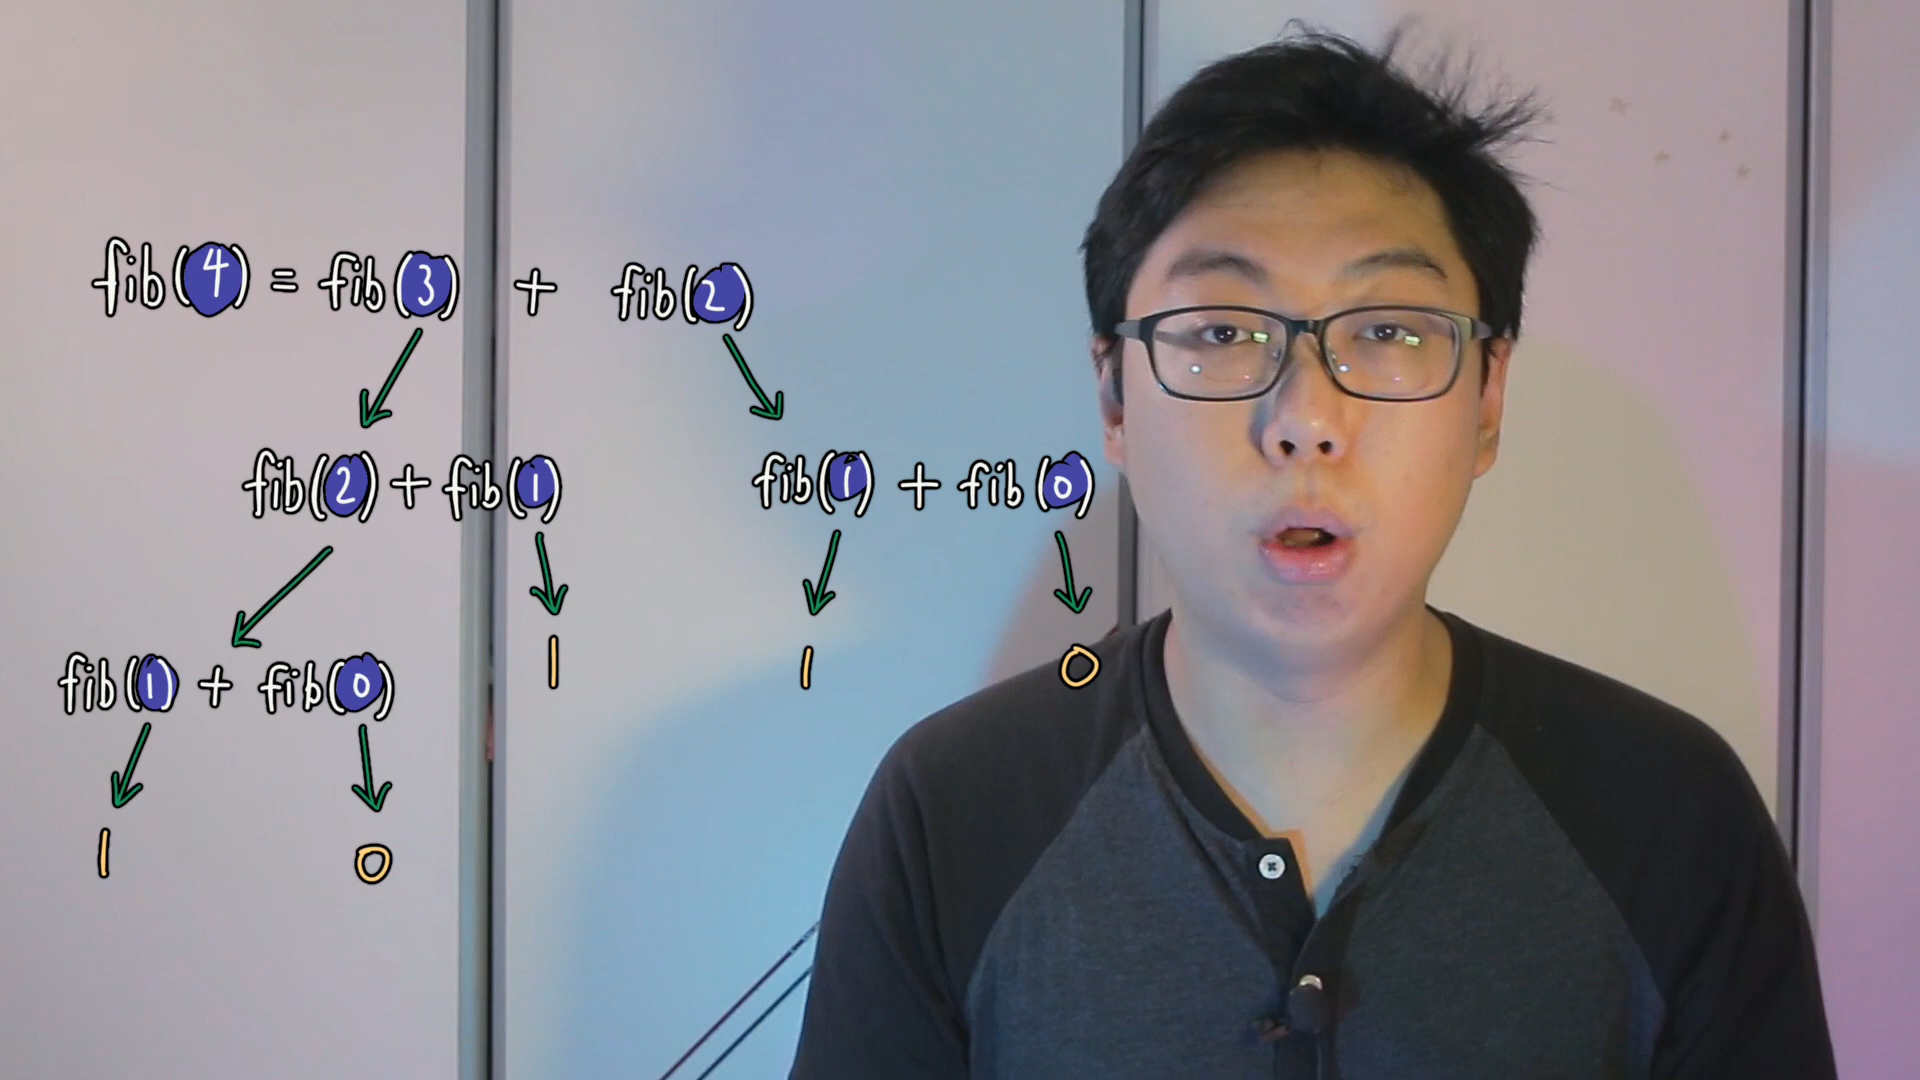 fib(4) = fib(3) + fib(2)
fib(2) + fib(1) fib(1) + fib(0)
1 1 0
fib(1) + fib(0)
1 0